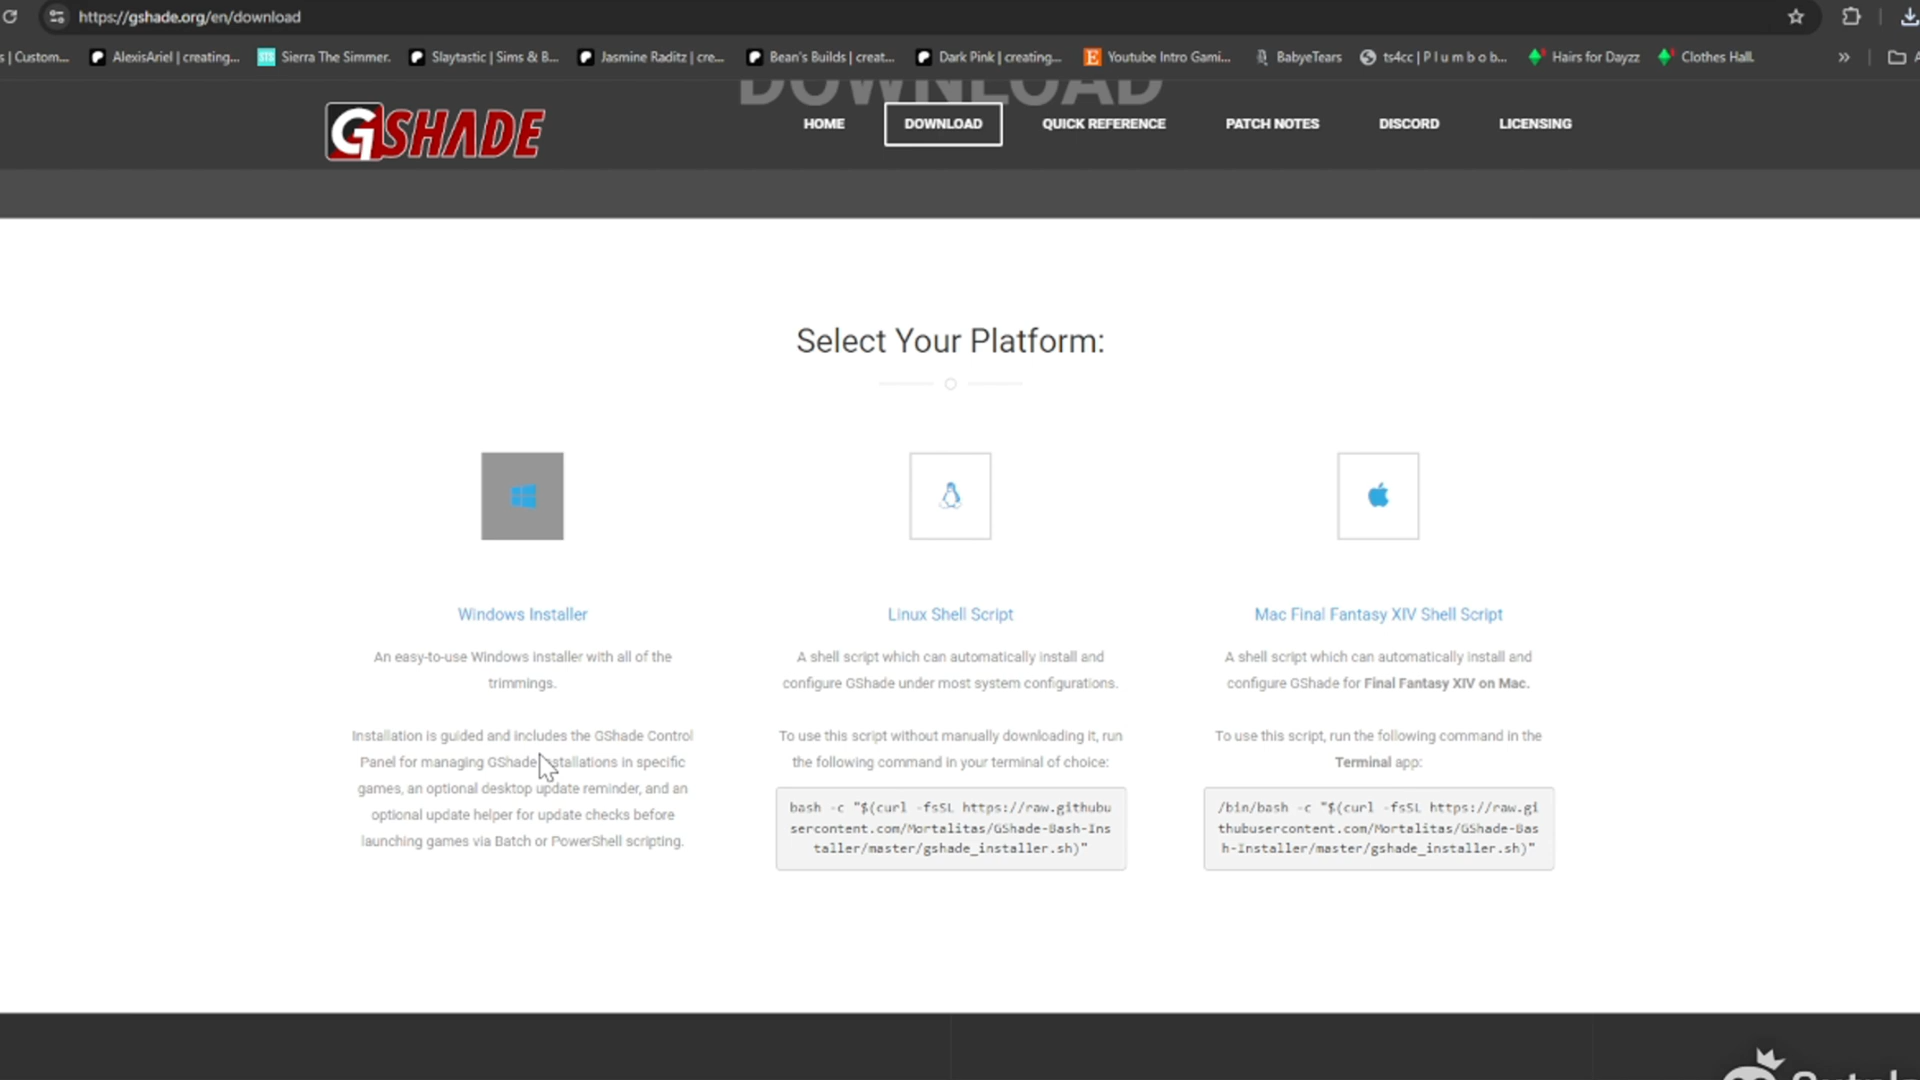 https://gshade.org/en/download
s | Custom...
AlexisAriel | creating...
Sierra The Simmer.
Slaytastic | Sims & B...
Jasmine Raditz | cre...
Bean's Builds | creat...
Dark Pink | creating...
Youtube Intro Gami...
BabyeTears
ts4cc | P l u m b o b...
Hairs for Dayzz
Clothes Hall.
DOWNLOAD
GSHADE
HOME
DOWNLOAD
QUICK REFERENCE
PATCH NOTES
DISCORD
LICENSING
Select Your Platform:
Windows Installer
An easy-to-use Windows installer with all of the
trimmings.
Installation is guided and includes the GShade Control
Panel for managing GShade installations in specific
games, an optional desktop update reminder, and an
optional update helper for update checks before
launching games via Batch or PowerShell scripting.
Linux Shell Script
A shell script which can automatically install and
configure GShade under most system configurations.
To use this script without manually downloading it, run
the following command in your terminal of choice:
bash -c "$(curl -fsSL https://raw.githubu
sercontent.com/Mortalitas/GShade-Bash-Ins
taller/master/gshade_installer.sh)"
Mac Final Fantasy XIV Shell Script
A shell script which can automatically install and
configure GShade for Final Fantasy XIV on Mac.
To use this script, run the following command in the
Terminal app:
/bin/bash -c "$(curl -fsSL https://raw.gi
thubusercontent.com/Mortalitas/GShade-Bas
h-Installer/master/gshade_installer.sh)"